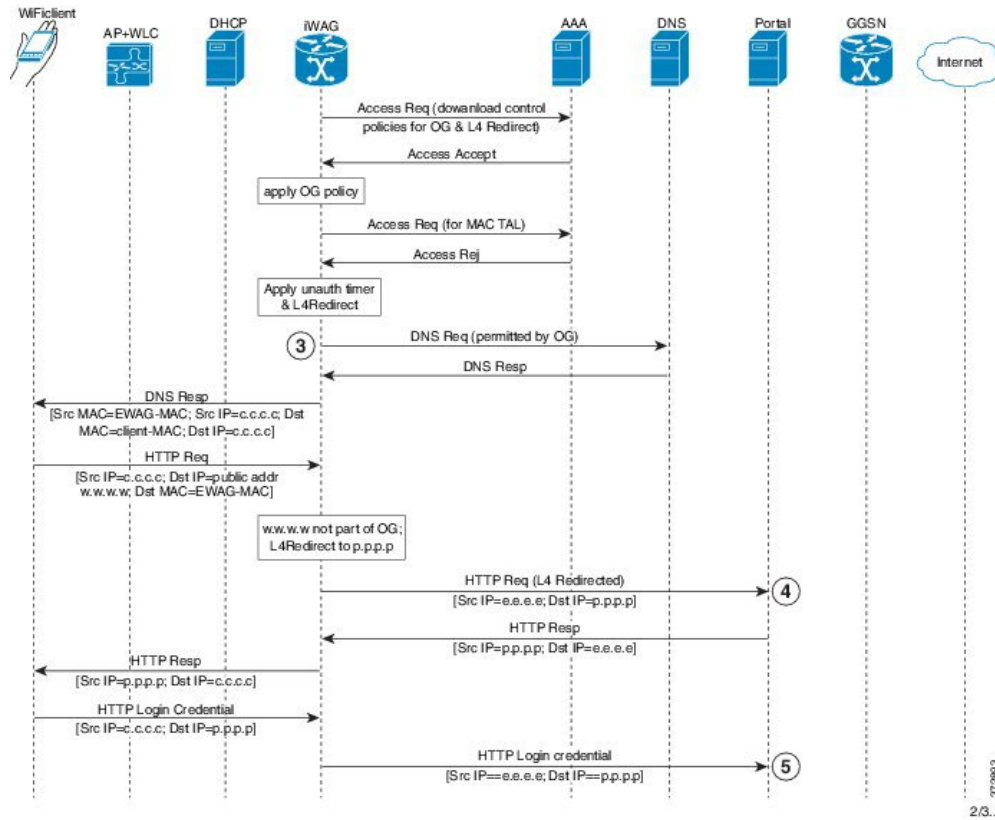 WiFiclient
AP+WLC
DHCP
iWAG
AAA
DNS
Portal
GGSN
Internet
Access Req (dowanload control
policies for OG & L4 Redirect)
Access Accept
apply OG policy
Access Req (for MAC TAL)
Access Rej
Apply unauth timer
& L4Redirect
3
DNS Req (permitted by OG)
DNS Resp
DNS Resp
[Src MAC=EWAG-MAC; Src IP=c.c.c.c; Dst
MAC=client-MAC; Dst IP=c.c.c.c]
HTTP Req
[Src IP=c.c.c.c; Dst IP=public addr
w.w.w.w; Dst MAC=EWAG-MAC]
w.w.w.w not part of OG;
L4Redirect to p.p.p.p
HTTP Req (L4 Redirected)
[Src IP=e.e.e.e; Dst IP=p.p.p.p]
4
HTTP Resp
[Src IP=p.p.p.p; Dst IP=e.e.e.e]
HTTP Resp
[Src IP=p.p.p.p; Dst IP=c.c.c.c]
HTTP Login Credential
[Src IP=c.c.c.c; Dst IP=p.p.p.p]
HTTP Login credential
[Src IP==e.e.e.e; Dst IP==p.p.p.p]
5
2/3..